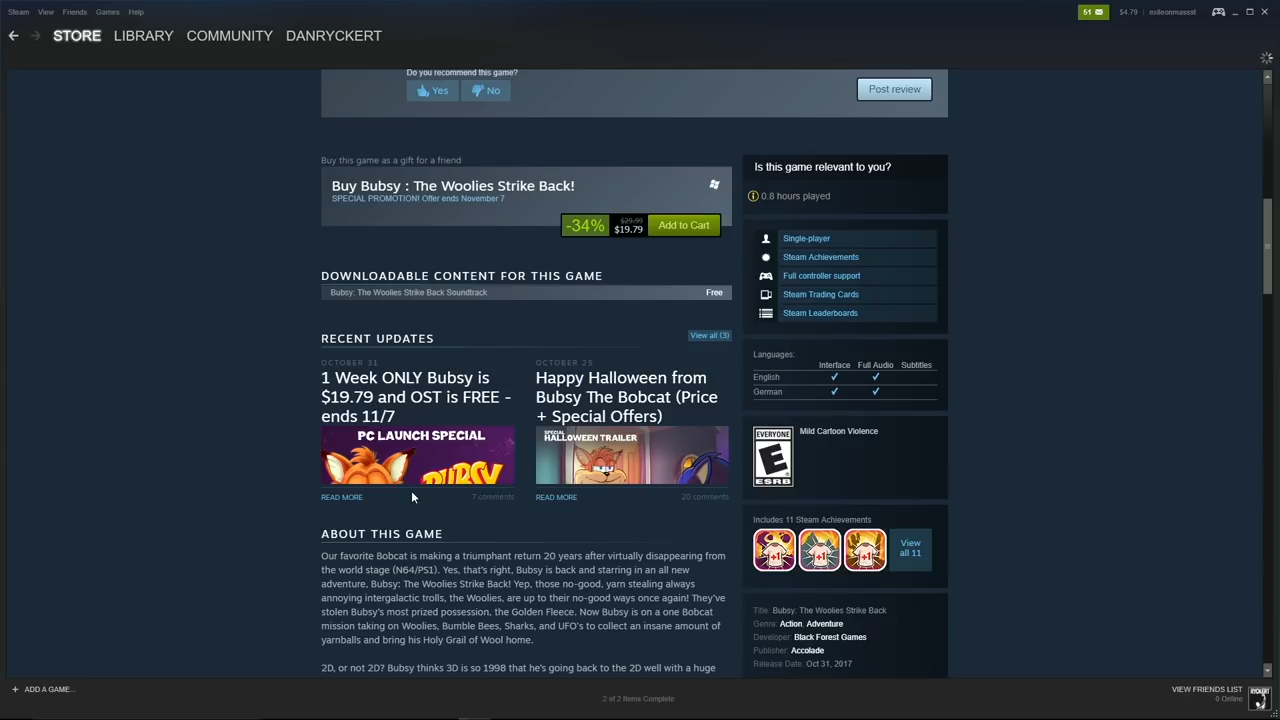 Steam View Friends Games Help
51 $4.79 exileonmassst
STORE LIBRARY COMMUNITY DANRYCKERT
Do you recommend this game?
Yes No
Post review
Buy this game as a gift for a friend
Buy Bubsy : The Woolies Strike Back!
SPECIAL PROMOTION! Offer ends November 7
-34% $29.99 $19.79 Add to Cart
DOWNLOADABLE CONTENT FOR THIS GAME
Bubsy: The Woolies Strike Back Soundtrack Free
RECENT UPDATES View all (3)
OCTOBER 31
1 Week ONLY Bubsy is
$19.79 and OST is FREE -
ends 11/7
PC LAUNCH SPECIAL
BUBSY
READ MORE 7 comments
OCTOBER 25
Happy Halloween from
Bubsy The Bobcat (Price
+ Special Offers)
SPECIAL
HALLOWEEN TRAILER
READ MORE 20 comments
ABOUT THIS GAME
Our favorite Bobcat is making a triumphant return 20 years after virtually disappearing from
the world stage (N64/PS1). Yes, that's right, Bubsy is back and starring in an all new
adventure, Bubsy: The Woolies Strike Back! Yep, those no-good, yarn stealing always
annoying intergalactic trolls, the Woolies, are up to their no-good ways once again! They've
stolen Bubsy's most prized possession, the Golden Fleece. Now Bubsy is on a one Bobcat
mission taking on Woolies, Bumble Bees, Sharks, and UFO's to collect an insane amount of
yarnballs and bring his Holy Grail of Wool home.
2D, or not 2D? Bubsy thinks 3D is so 1998 that he's going back to the 2D well with a huge
Is this game relevant to you?
0.8 hours played
Single-player
Steam Achievements
Full controller support
Steam Trading Cards
Steam Leaderboards
Languages:
Interface Full Audio Subtitles
English
German
EVERYONE
E
ESRB
Mild Cartoon Violence
Includes 11 Steam Achievements
+1 +1 +1
View
all 11
Title: Bubsy: The Woolies Strike Back
Genre: Action, Adventure
Developer: Black Forest Games
Publisher: Accolade
Release Date: Oct 31, 2017
ADD A GAME...
2 of 2 Items Complete
VIEW FRIENDS LIST
0 Online